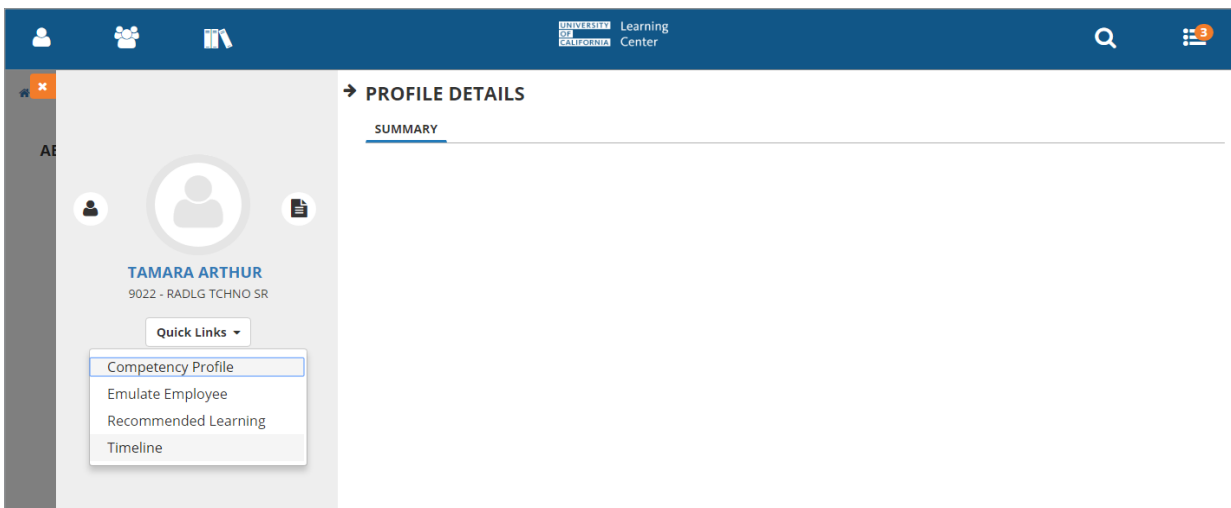 UNIVERSITY
OF
CALIFORNIA
Learning
Center
3
PROFILE DETAILS
SUMMARY
AB
TAMARA ARTHUR
9022 - RADLG TCHNO SR
Quick Links
Competency Profile
Emulate Employee
Recommended Learning
Timeline